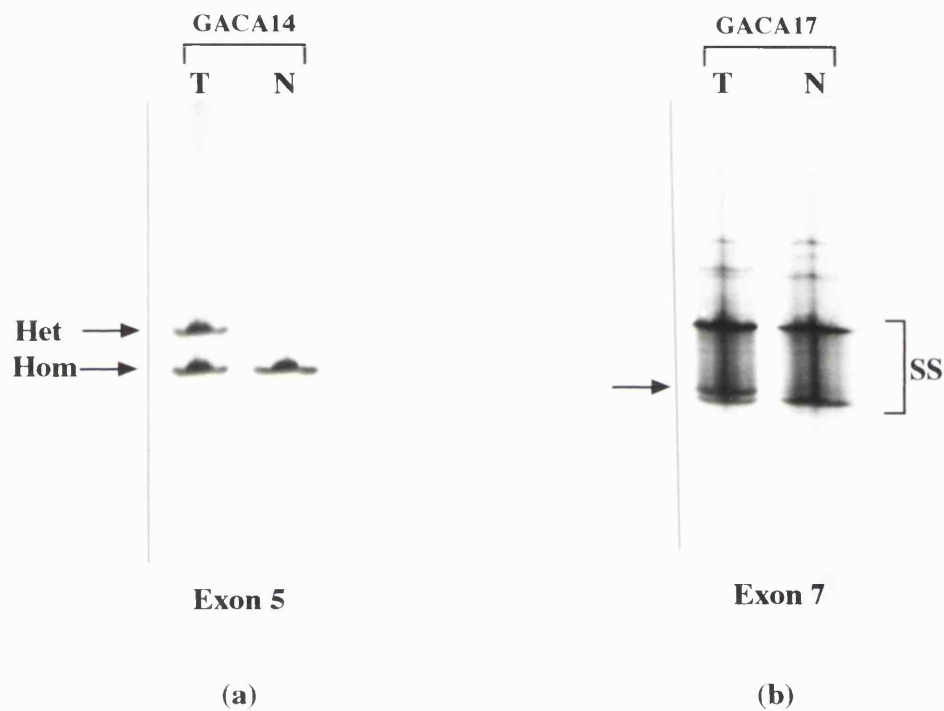 GACA14
T N
Het
Hom
Exon 5
(a)
GACA17
T N
SS
Exon 7
(b)